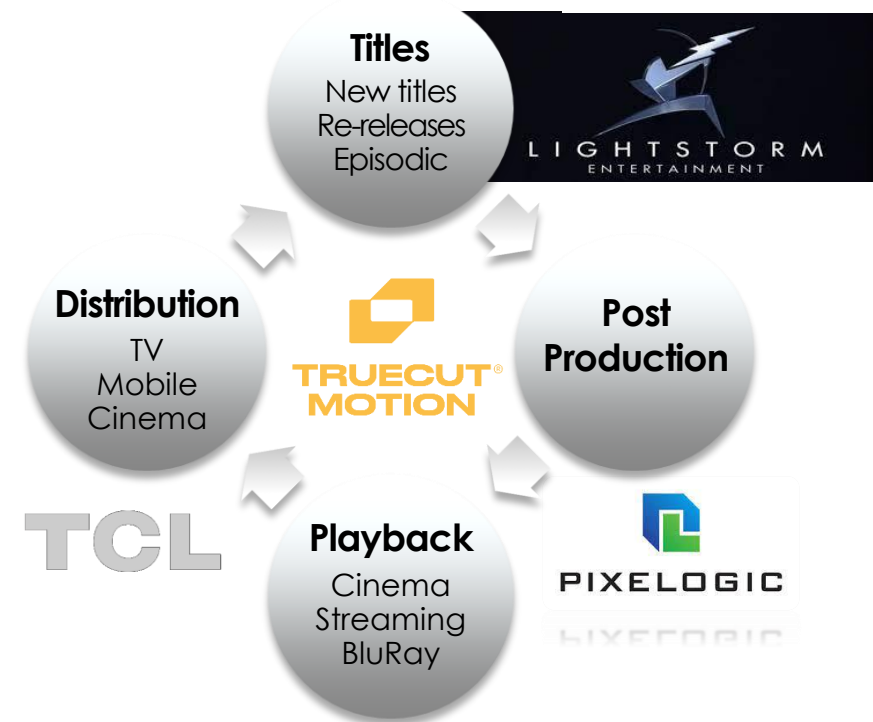 Titles
New titles
Re-releases
Episodic
LIGHTSTORM
ENTERTAINMENT
Distribution
TV
Mobile
Cinema
TRUECUT®
MOTION
Post
Production
TCL
Playback
Cinema
Streaming
BluRay
PIXELOGIC